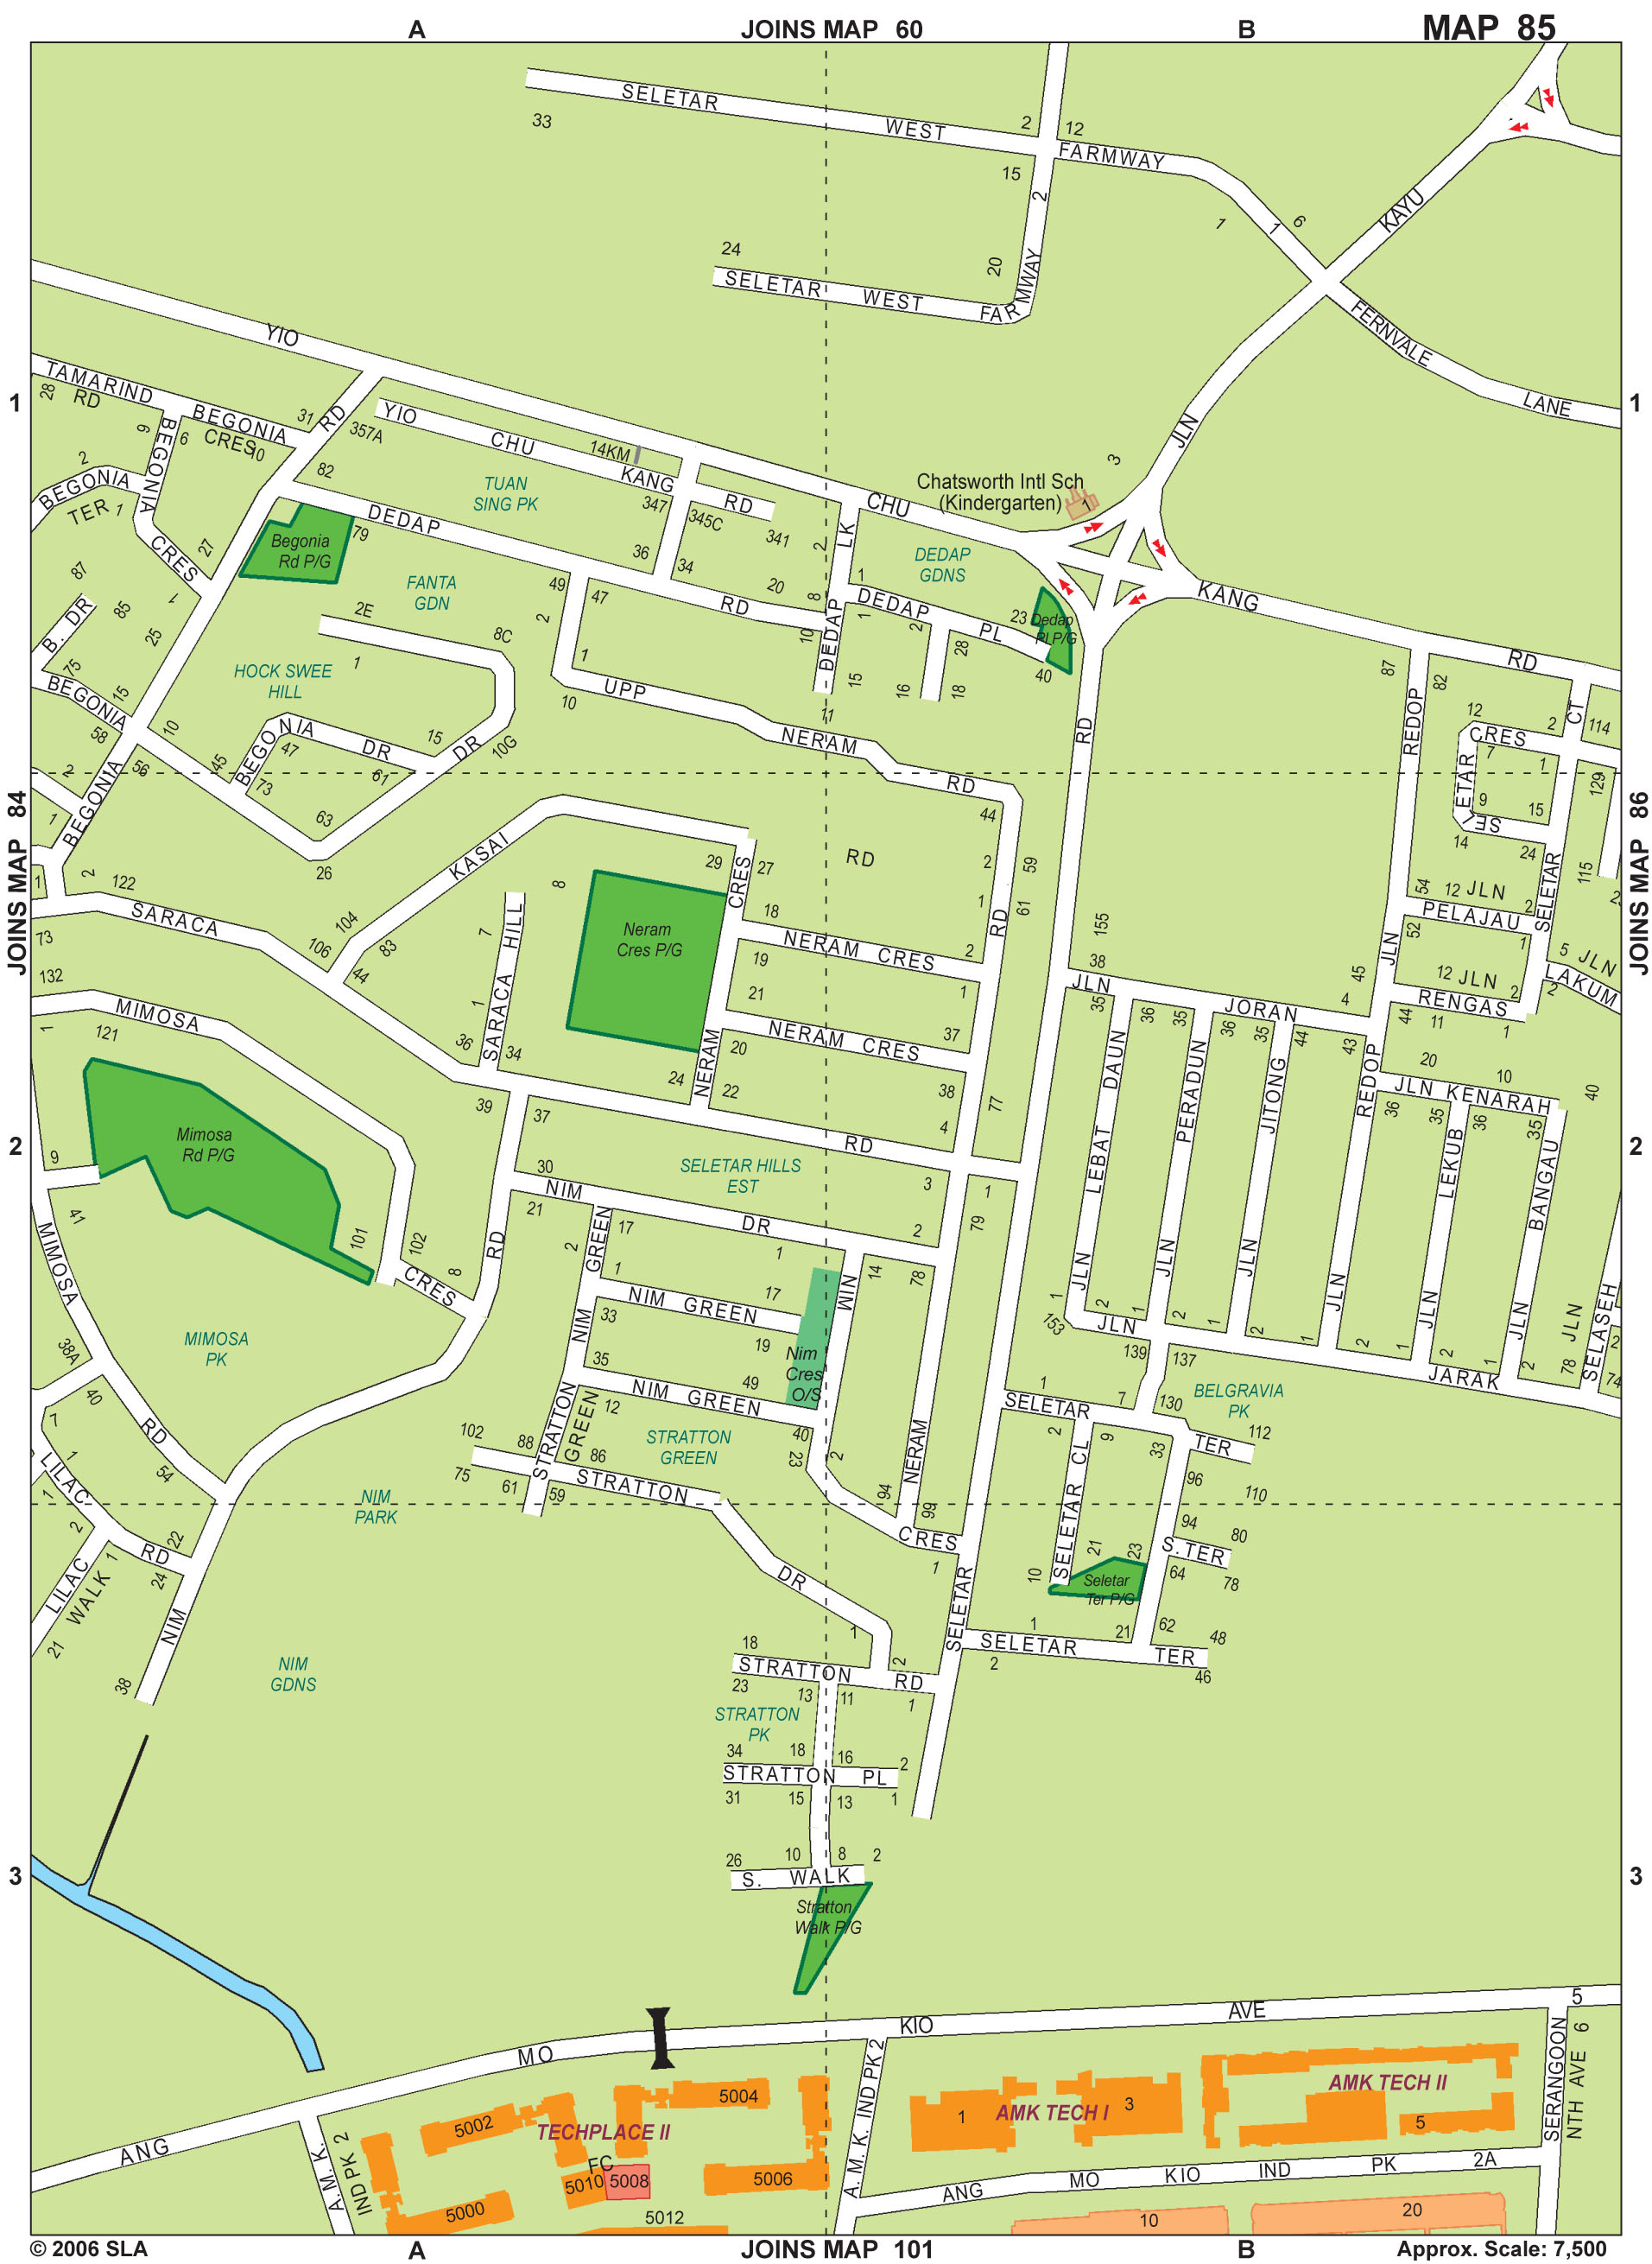 A
JOINS MAP 60
B
MAP 85
SELETAR WEST FARMWAY 1
33
2
12
15
2
1
6
KAYU
24
20
SELETAR WEST FARMWAY
YIO
FERNVALE LANE
1
1
TAMARIND
RD
28
BEGONIA
CRES
31
RD
10
6
6
BEGONIA
YIO CHU KANG RD
357A
14KM
82
TUAN
SING PK
347
345C
341
JLN
3
Chatsworth Intl Sch
(Kindergarten)
1
CHU
2
BEGONIA
TER
1
CRES
27
1
Begonia
Rd P/G
79
DEDAP
36
34
20
RD
2
LK
8
10
DEDAP
DEDAP
GDNS
1
DEDAP PL
1
2
23
Dedap
PLP/G
28
40
15
16
18
11
KANG
RD
87
85
B. DR
75
25
15
FANTA
GDN
49
47
2
1
2E
8C
1
HOCK SWEE
HILL
BEGONIA
58
10
BEGONIA DR
47
45
73
15
61
DR
10G
63
26
56
2
1
BEGONIA
2
1
122
10
UPP NERAM RD
44
RD
RD
87
REDOP
82
CT
114
12
2
CRES
7
1
SELETAR
9
15
14
24
129
115
JOINS MAP 84
JOINS MAP 86
KASAI
104
106
83
44
8
29
27
CRES
18
2
1
59
61
RD
155
54
12 JLN
2
PELAJAU
52
1
SELETAR
5 JLN
LAKUM
2
SARACA
73
132
7
1
SARACA HILL
36
34
Neram
Cres P/G
NERAM CRES
19
2
21
1
NERAM CRES
20
37
22
24
NERAM
38
4
77
38
JLN JORAN
4
45
JLN
12 JLN
2
RENGAS
44
11
1
35
36
35
36
35
44
43
20
10
JLN KENARAH
36
35
36
35
40
MIMOSA
1
121
Mimosa
Rd P/G
9
41
101
102
CRES
8
39
37
RD
2
2
SELETAR HILLS
EST
30
NIM DR
21
17
1
2
3
1
79
JLN LEBAT DAUN
JLN PERADUN
JLN JITONG
JLN REDOP
JLN LEKUB
JLN BANGAU
RD
2
GREEN
1
NIM GREEN
17
33
19
NIM
35
NIM GREEN
49
12
Nim
Cres
O/S
NIM
14
78
40
23
2
NERAM
94
99
CRES
1
MIMOSA
38A
40
7
RD
54
MIMOSA
PK
1
LILAC
1
2
RD
22
24
LILAC
WALK
1
21
NIM
38
NIM
PARK
NIM
GDNS
STRATTON
GREEN
102
88
86
75
61
59
STRATTON
GREEN
STRATTON
DR
1
2
1
153
2
JLN
1
2
1
2
1
2
2
1
2
139
137
JARAK
78
JLN
SELASEH
2
74
BELGRAVIA
PK
1
SELETAR
7
130
TER
112
2
9
33
96
110
SELETAR CL
94
S.TER
80
78
10
21
23
64
Seletar
Ter P/G
62
48
46
1
SELETAR
21
TER
2
SELETAR
18
STRATTON RD
23
13
11
1
STRATTON
PK
34
18
16
2
STRATTON PL
31
15
13
1
26
10
8
2
S. WALK
Stratton
Walk P/G
3
3
ANG MO KIO AVE 5
A.M.K.
IND PK 2
A.M.K. IND PK 2
SERANGOON
NTH AVE 6
5002
5004
TECHPLACE II
FC
5010
5008
5006
5000
5012
1
AMK TECH I
3
AMK TECH II
5
ANG MO KIO IND PK 2A
10
20
© 2006 SLA
A
JOINS MAP 101
B
Approx. Scale: 7,500